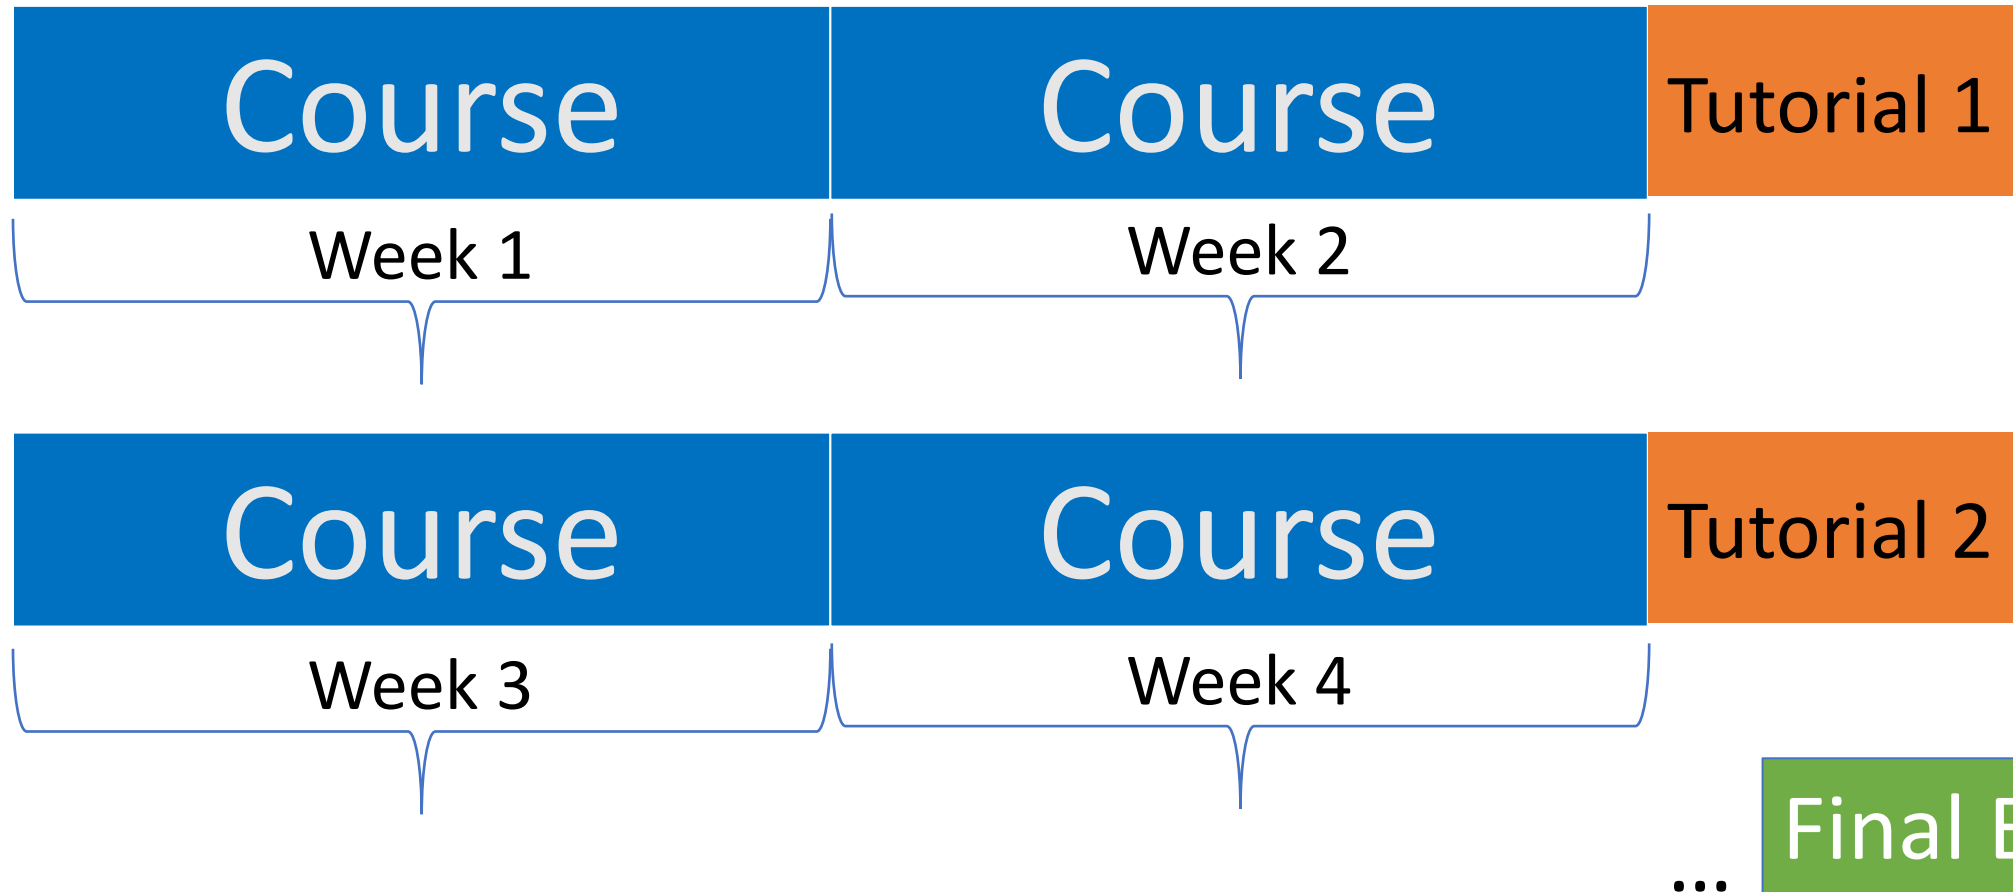 Course Course Tutorial 1
Week 1 Week 2
Course Course Tutorial 2
Week 3 Week 4
... Final